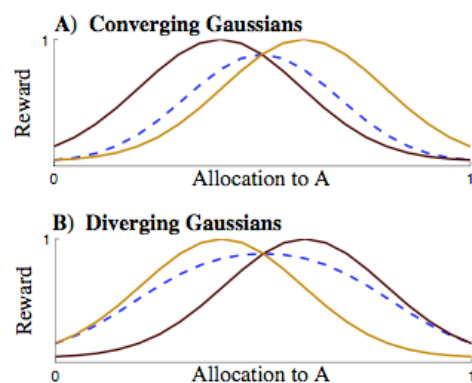 A) Converging Gaussians
1
Reward
0
Allocation to A
1
B) Diverging Gaussians
1
Reward
0
Allocation to A
1